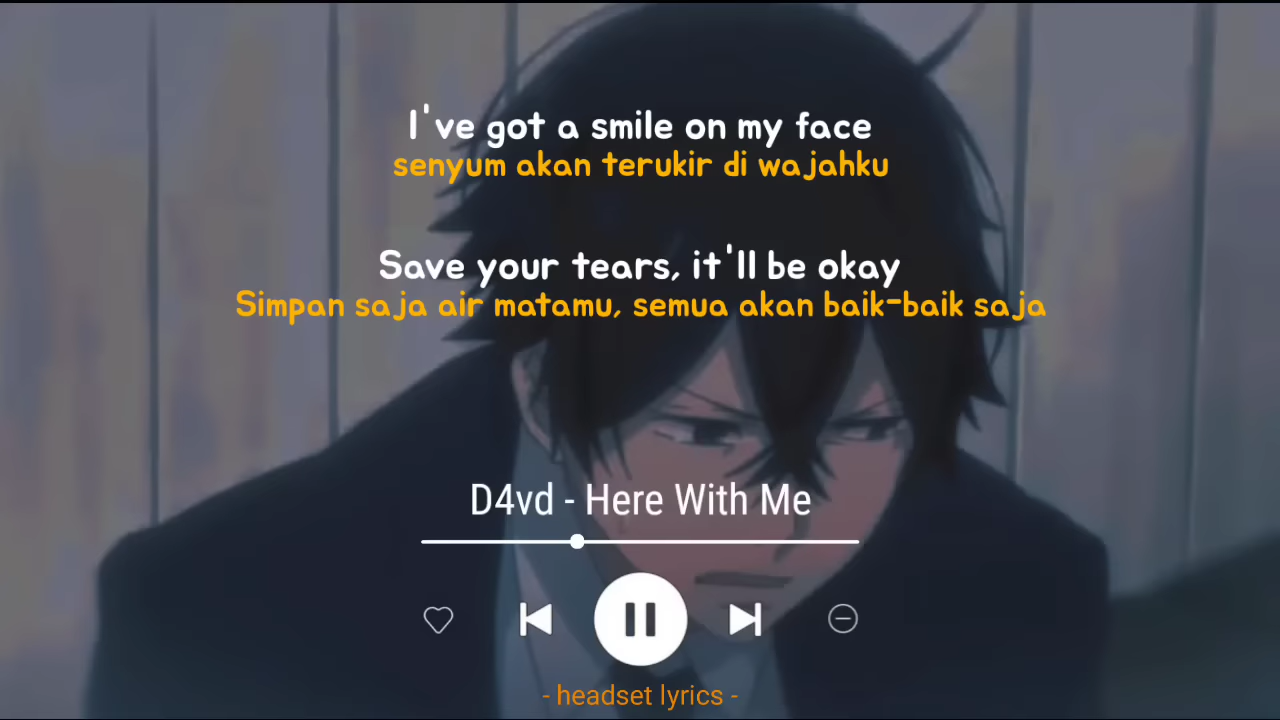 I've got a smile on my face
senyum akan terukir di wajahku
Save your tears, it'll be okay
Simpan saja air matamu, semua akan baik-baik saja
D4vd - Here With Me
- headset lyrics -